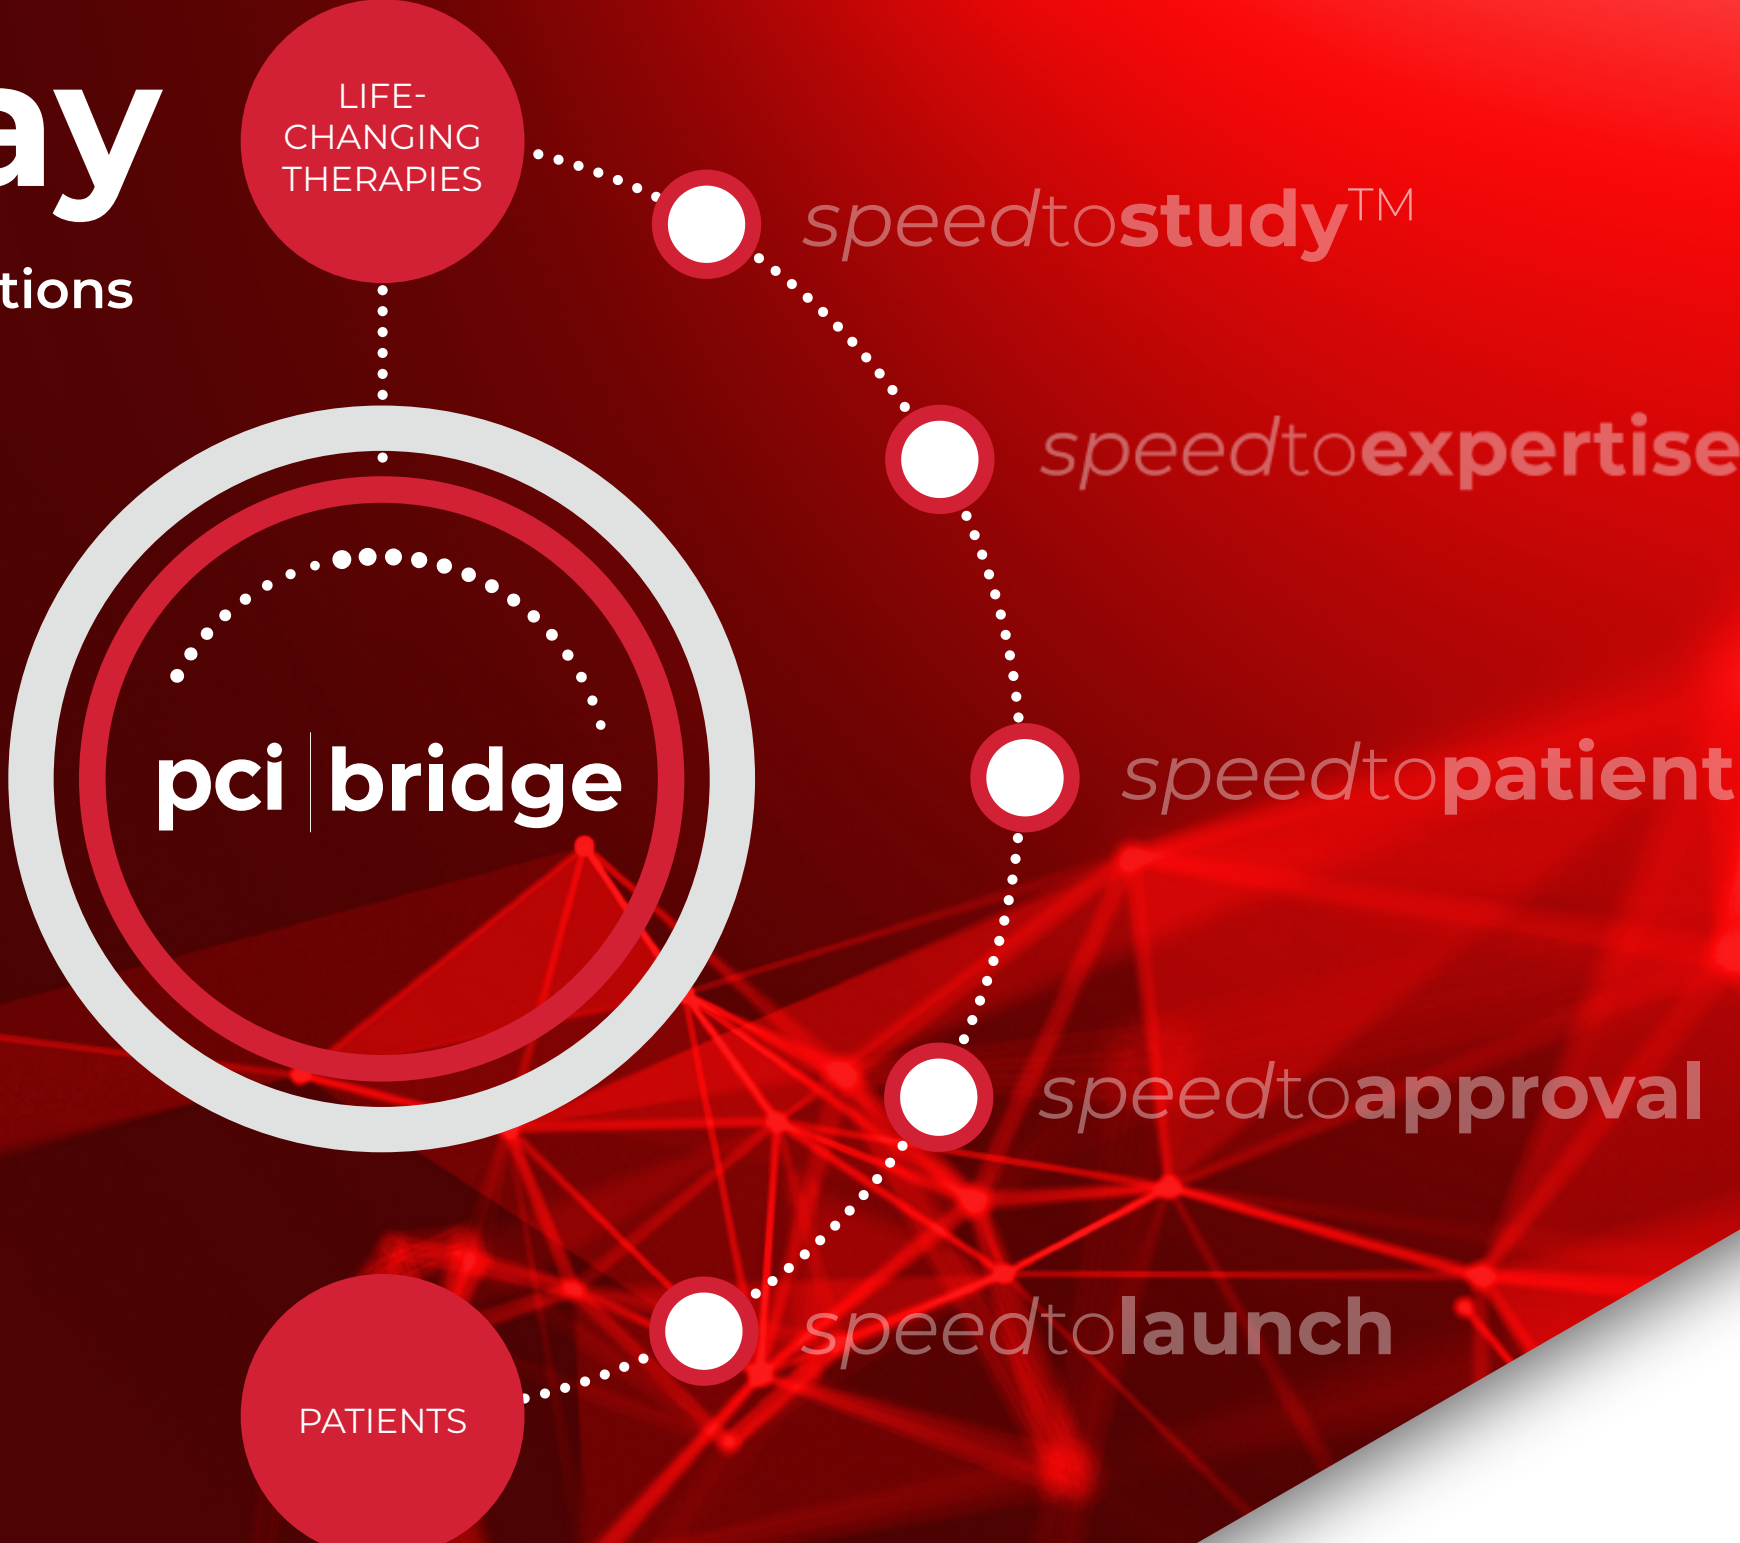 ay
tions
LIFE-
CHANGING
THERAPIES
speedtostudy™
speedtoexpertise
pci | bridge
speedtopatient
speedtoapproval
speedtolaunch
PATIENTS